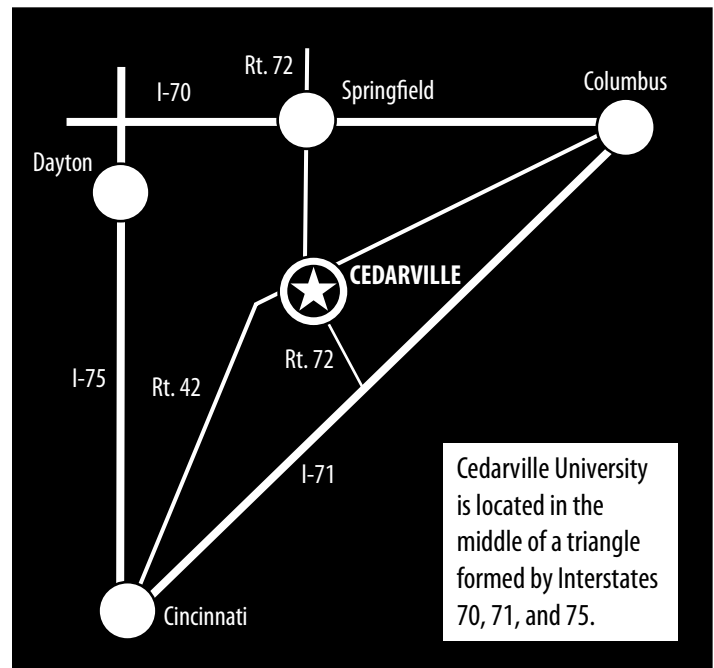 Rt. 72
Columbus
I-70
Springfield
Dayton
CEDARVILLE
Rt. 72
I-75
Rt. 42
I-71
Cedarville University
is located in the
middle of a triangle
formed by Interstates
70, 71, and 75.
Cincinnati